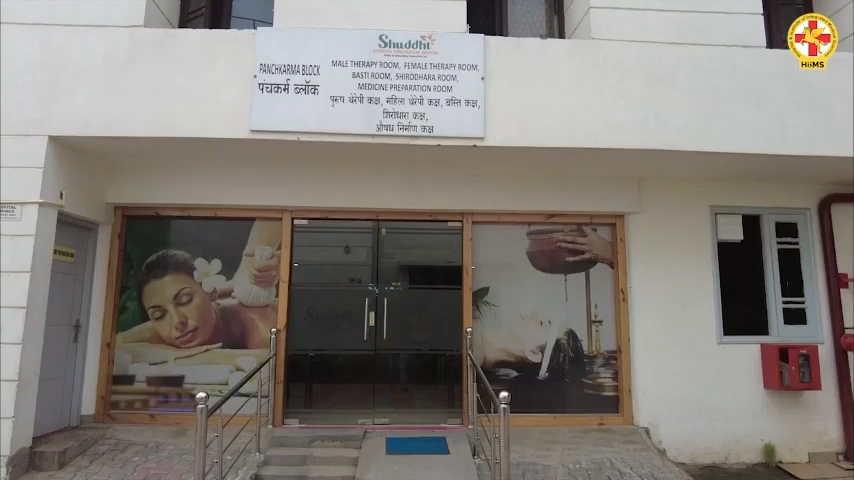 Shuddhi
PANCHKARMA BLOCK
पंचकर्म ब्लॉक
MALE THERAPY ROOM, FEMALE THERAPY ROOM,
BASTI ROOM, SHIRODHARA ROOM,
MEDICINE PREPARATION ROOM
पुरुष थेरेपी कक्ष, महिला थेरेपी कक्ष, बस्ति कक्ष,
शिरोधारा कक्ष,
औषध निर्माण कक्ष
HiiMS
Shuddhi